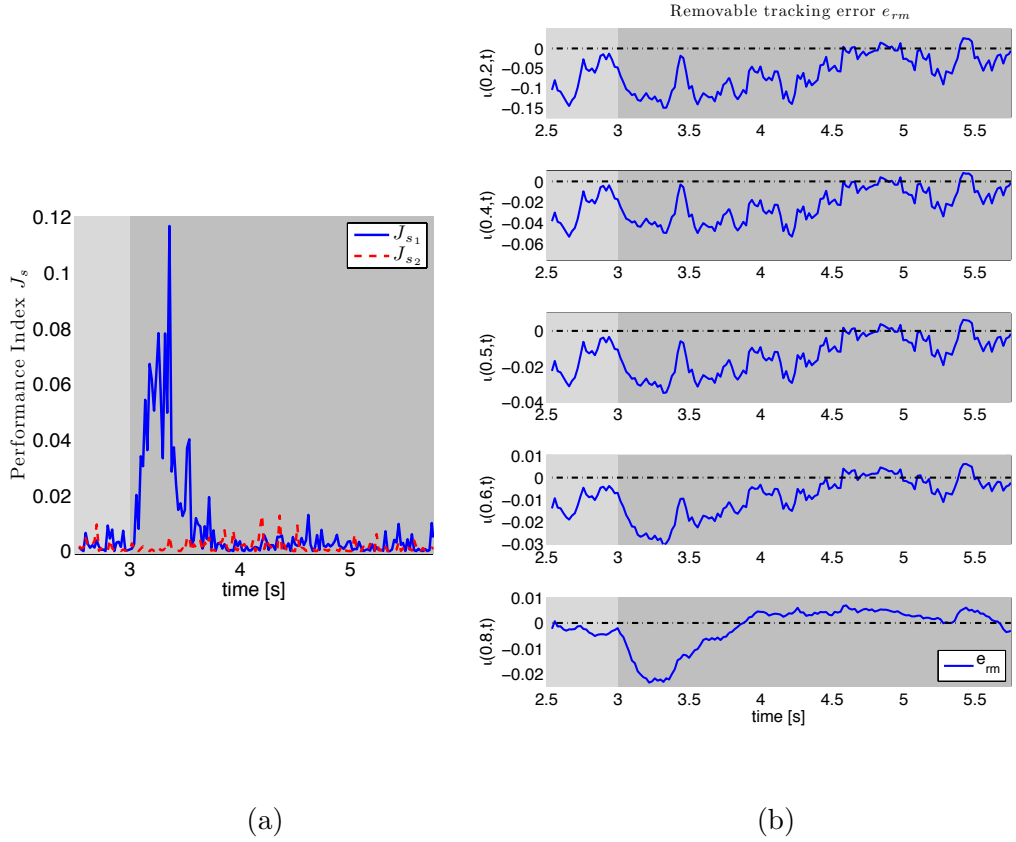 Removable tracking error e_rm
0.12
0.1
0.08
0.06
0.04
0.02
0
3
4
5
Performance Index J_s
time [s]
J_s1
J_s2
(a)
ι(0.2,t)
0
−0.05
−0.1
−0.15
2.5 3 3.5 4 4.5 5 5.5
ι(0.4,t)
0
−0.02
−0.04
−0.06
2.5 3 3.5 4 4.5 5 5.5
ι(0.5,t)
0
−0.02
−0.04
2.5 3 3.5 4 4.5 5 5.5
ι(0.6,t)
0.01
0
−0.01
−0.02
−0.03
2.5 3 3.5 4 4.5 5 5.5
ι(0.8,t)
0.01
0
−0.01
−0.02
2.5 3 3.5 4 4.5 5 5.5
e_rm
time [s]
(b)